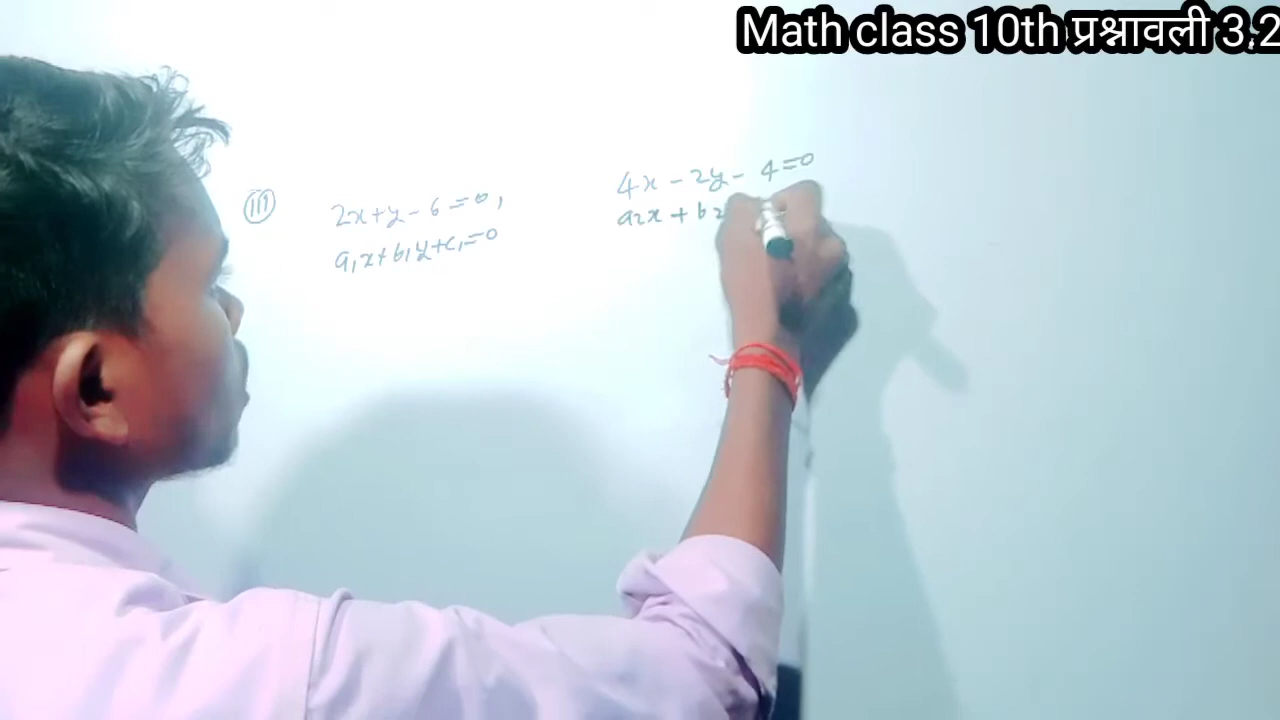 Math class 10th प्रश्नावली 3,2
(III) 2x+y-6=0, 4x-2y-4=0
a₁x+b₁y+c₁=0 a₂x+b₂